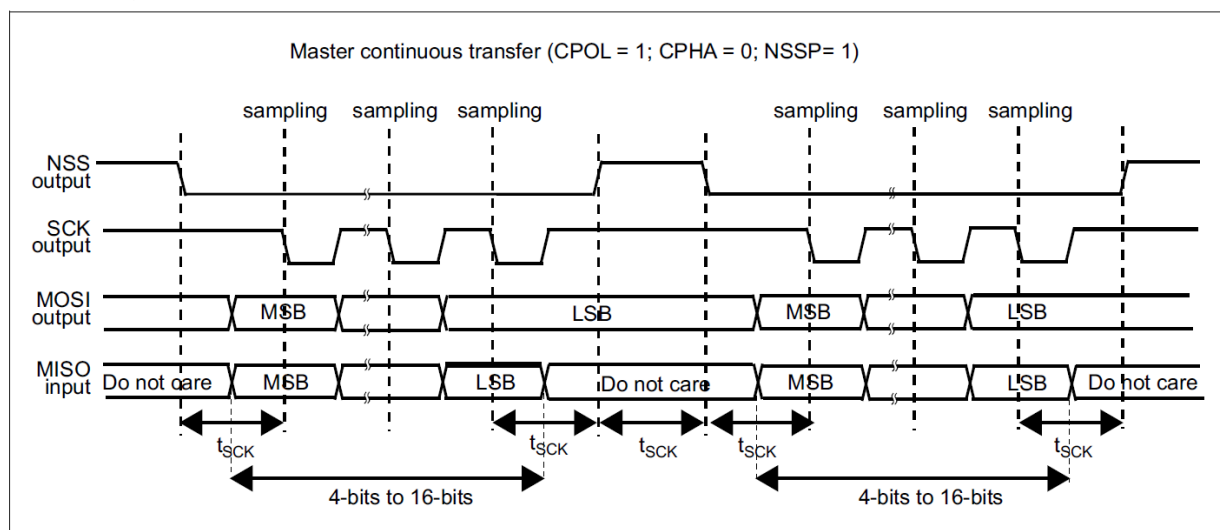 Master continuous transfer (CPOL = 1; CPHA = 0; NSSP= 1)
sampling sampling sampling sampling sampling sampling
NSS
output
SCK
output
MOSI
output
MSB LSB MSB LSB
MISO
input
Do not care MSB LSB Do not care MSB LSB Do not care
tSCK tSCK tSCK tSCK tSCK
4-bits to 16-bits 4-bits to 16-bits